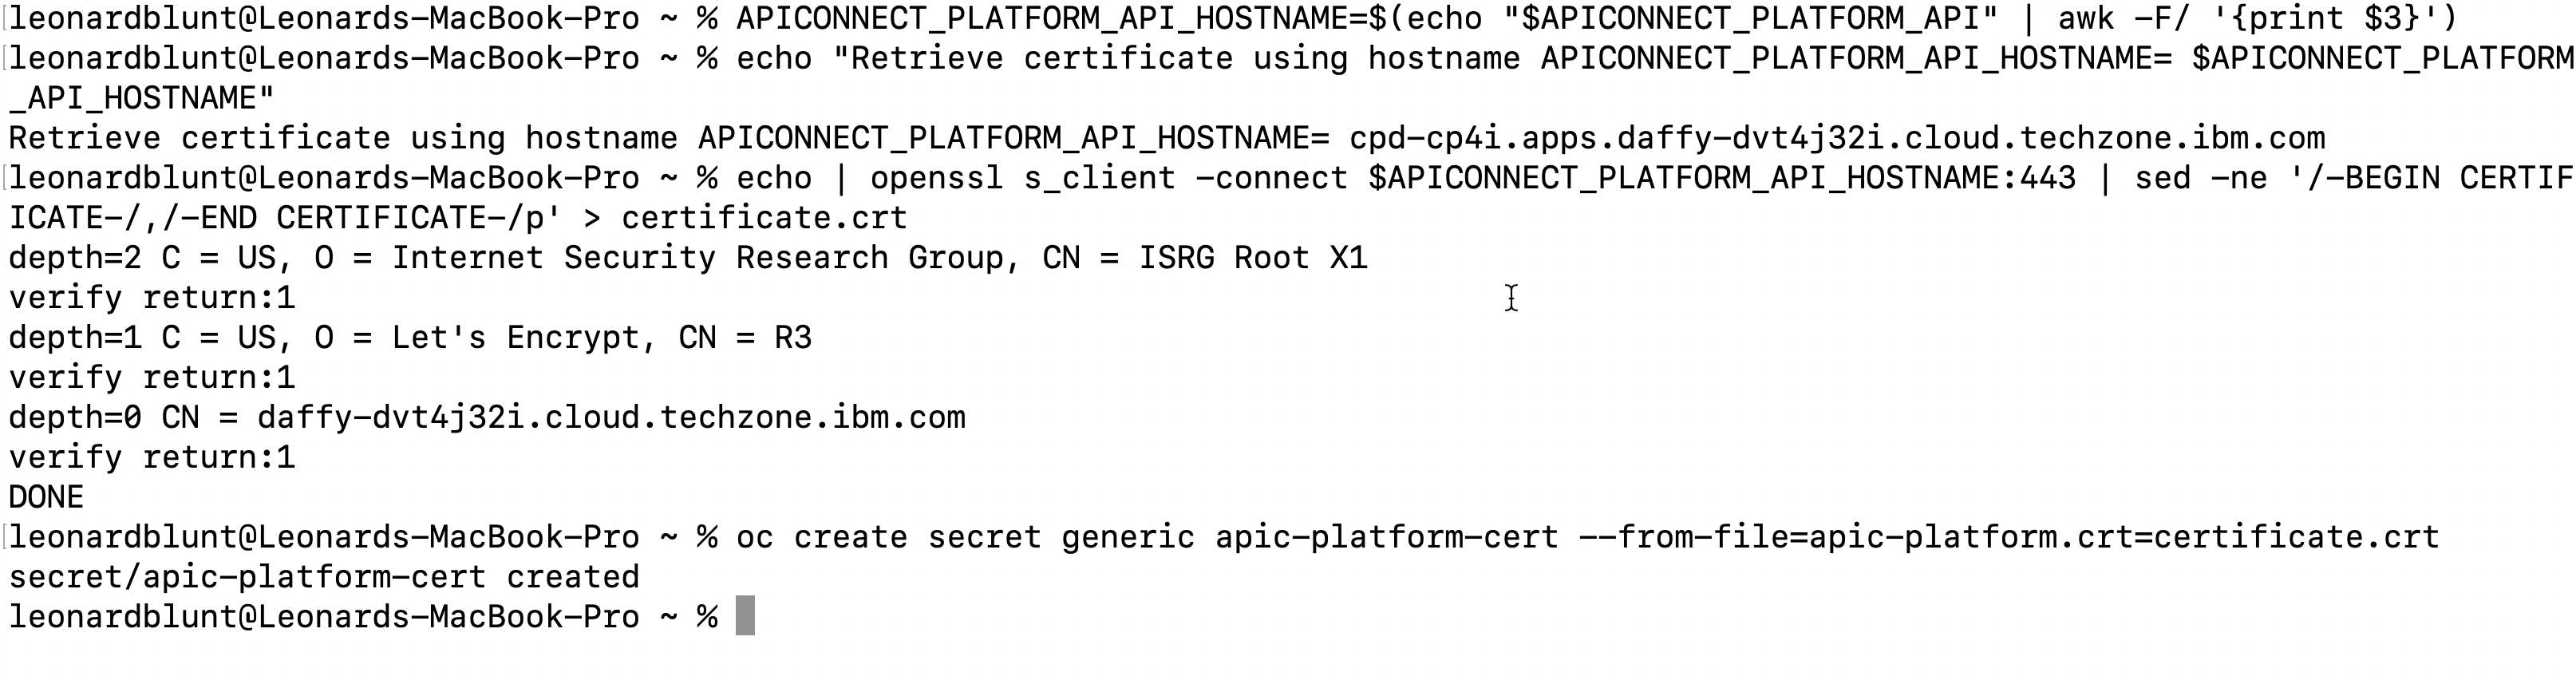 leonardblunt@Leonards-MacBook-Pro ~ % APICONNECT_PLATFORM_API_HOSTNAME=$(echo "$APICONNECT_PLATFORM_API" | awk -F/ '{print $3}')
leonardblunt@Leonards-MacBook-Pro ~ % echo "Retrieve certificate using hostname APICONNECT_PLATFORM_API_HOSTNAME= $APICONNECT_PLATFORM
_API_HOSTNAME"
Retrieve certificate using hostname APICONNECT_PLATFORM_API_HOSTNAME= cpd-cp4i.apps.daffy-dvt4j32i.cloud.techzone.ibm.com
leonardblunt@Leonards-MacBook-Pro ~ % echo | openssl s_client -connect $APICONNECT_PLATFORM_API_HOSTNAME:443 | sed -ne '/-BEGIN CERTIF
ICATE-/,/-END CERTIFICATE-/p' > certificate.crt
depth=2 C = US, O = Internet Security Research Group, CN = ISRG Root X1
verify return:1
depth=1 C = US, O = Let's Encrypt, CN = R3
verify return:1
depth=0 CN = daffy-dvt4j32i.cloud.techzone.ibm.com
verify return:1
DONE
leonardblunt@Leonards-MacBook-Pro ~ % oc create secret generic apic-platform-cert --from-file=apic-platform.crt=certificate.crt
secret/apic-platform-cert created
leonardblunt@Leonards-MacBook-Pro ~ %